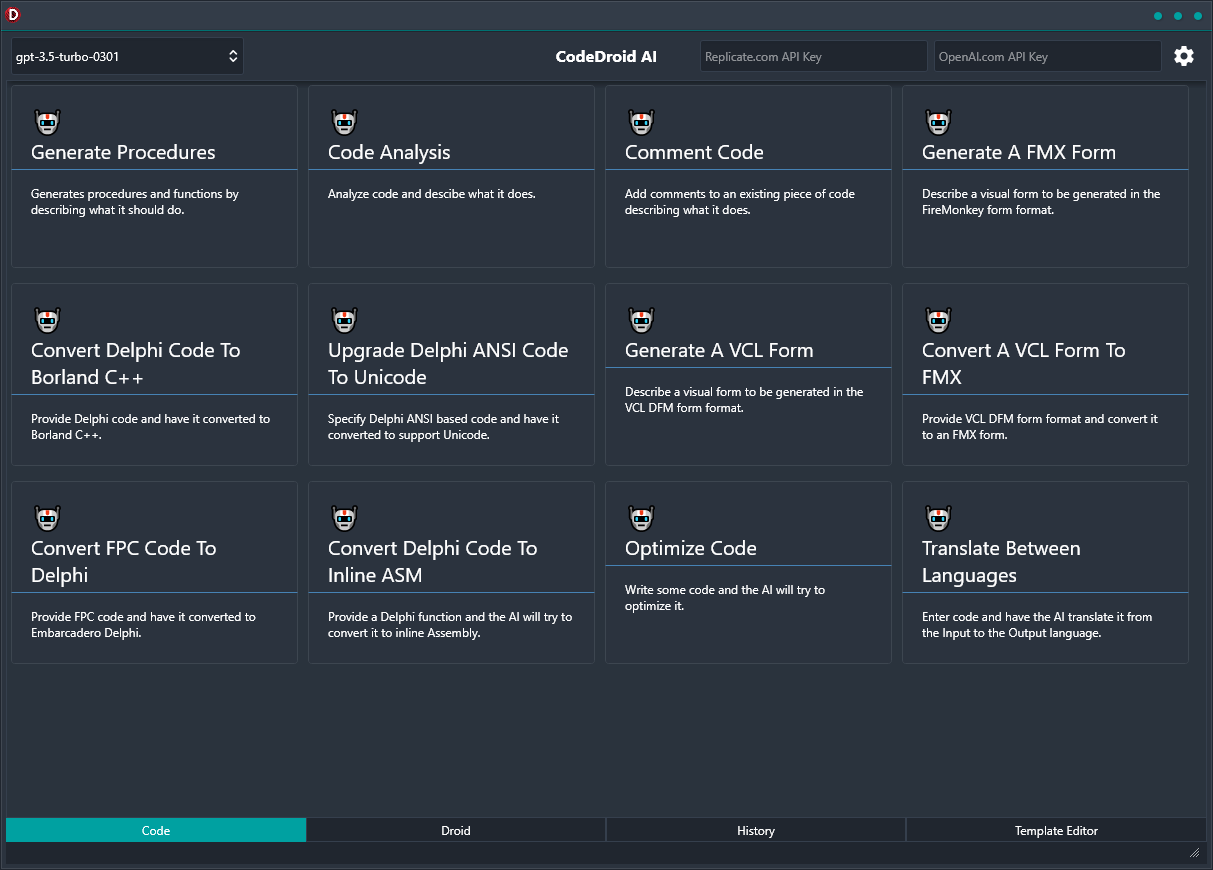 D
gpt-3.5-turbo-0301
CodeDroid AI
Replicate.com API Key
OpenAI.com API Key
Generate Procedures
Generates procedures and functions by
describing what it should do.
Code Analysis
Analyze code and descibe what it does.
Comment Code
Add comments to an existing piece of code
describing what it does.
Generate A FMX Form
Describe a visual form to be generated in the
FireMonkey form format.
Convert Delphi Code To
Borland C++
Provide Delphi code and have it converted to
Borland C++.
Upgrade Delphi ANSI Code
To Unicode
Specify Delphi ANSI based code and have it
converted to support Unicode.
Generate A VCL Form
Describe a visual form to be generated in the
VCL DFM form format.
Convert A VCL Form To
FMX
Provide VCL DFM form format and convert it
to an FMX form.
Convert FPC Code To
Delphi
Provide FPC code and have it converted to
Embarcadero Delphi.
Convert Delphi Code To
Inline ASM
Provide a Delphi function and the AI will try to
convert it to inline Assembly.
Optimize Code
Write some code and the AI will try to
optimize it.
Translate Between
Languages
Enter code and have the AI translate it from
the Input to the Output language.
Code
Droid
History
Template Editor